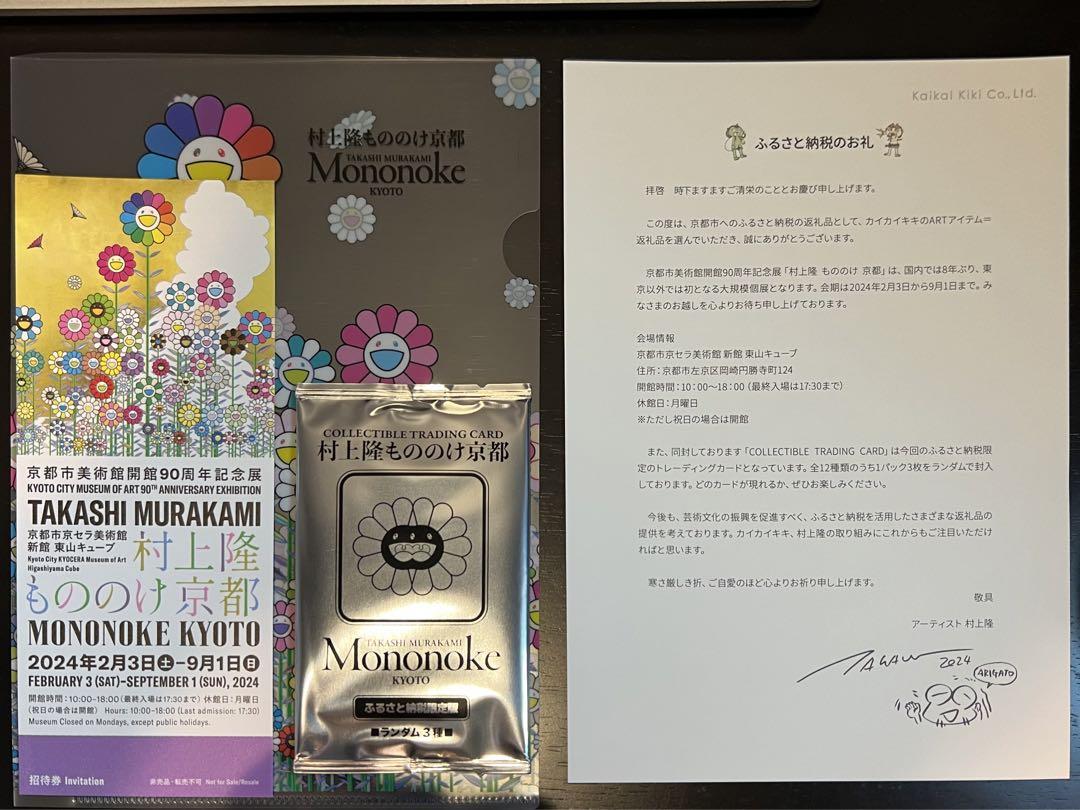 村上隆もののけ京都
TAKASHI MURAKAMI
Mononoke
KYOTO
京都市美術館開館90周年記念展
KYOTO CITY MUSEUM OF ART 90TH ANNIVERSARY EXHIBITION
TAKASHI MURAKAMI
京都市京セラ美術館
新館 東山キューブ
Kyoto City KYOCERA Museum of Art
Higashiyama Cube
村上隆
もののけ 京都
MONONOKE KYOTO
2024年2月3日土–9月1日日
FEBRUARY 3 (SAT)–SEPTEMBER 1 (SUN), 2024
開館時間：10:00–18:00（最終入場は17:30まで） 休館日：月曜日
（祝日の場合は開館） Hours: 10:00–18:00 (Last admission: 17:30)
Museum Closed on Mondays, except public holidays.
招待券 Invitation
非売品・転売不可 Not for Sale/Resale
COLLECTIBLE TRADING CARD
村上隆もののけ京都
TAKASHI MURAKAMI
Mononoke
KYOTO
ふるさと納税限定版
■ランダム３種■
Kaikai Kiki Co., Ltd.
ふるさと納税のお礼
拝啓　時下ますますご清栄のこととお慶び申し上げます。
この度は、京都市へのふるさと納税の返礼品として、カイカイキキのARTアイテム＝
返礼品を選んでいただき、誠にありがとうございます。
京都市美術館開館90周年記念展「村上隆 もののけ 京都」は、国内では8年ぶり、東
京以外では初となる大規模個展となります。会期は2024年2月3日から9月1日まで。み
なさまのお越しを心よりお待ち申し上げております。
会場情報
京都市京セラ美術館 新館 東山キューブ
住所：京都市左京区岡崎円勝寺町124
開館時間：10：00～18：00（最終入場は17:30まで）
休館日：月曜日
※ただし祝日の場合は開館
また、同封しております「COLLECTIBLE TRADING CARD」は今回のふるさと納税限
定のトレーディングカードとなっています。全12種類のうち1パック3枚をランダムで封入
しております。どのカードが現れるか、ぜひお楽しみください。
今後も、芸術文化の振興を促進すべく、ふるさと納税を活用したさまざまな返礼品の
提供を考えております。カイカイキキ、村上隆の取り組みにこれからもご注目いただけ
ればと思います。
寒さ厳しき折、ご自愛のほど心よりお祈り申し上げます。
敬具
アーティスト 村上隆
2024
ARIGATO